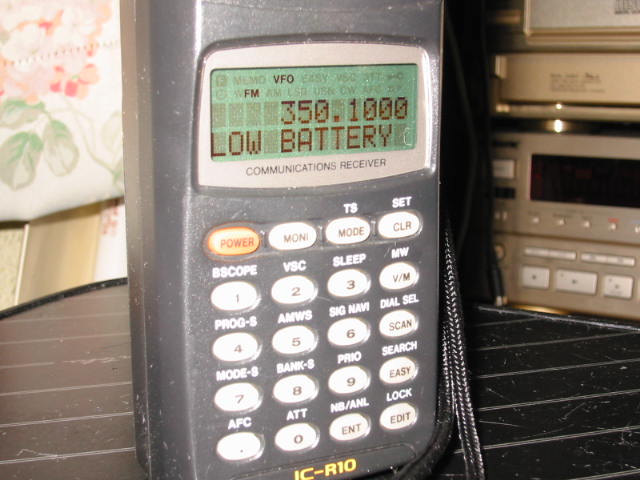 F MEMO VFO EASY VSC ATT
WFM AM LSB USB CW AFC
350.1000
LOW BATTERY
COMMUNICATIONS RECEIVER
TS SET
POWER MONI MODE CLR
BSCOPE VSC SLEEP MW
1 2 3 V/M
PROG-S AMWS SIG NAVI DIAL SEL
4 5 6 SCAN
MODE-S BANK-S PRIO SEARCH
7 8 9 EASY
AFC ATT NB/ANL LOCK
. 0 ENT EDIT
IC-R10